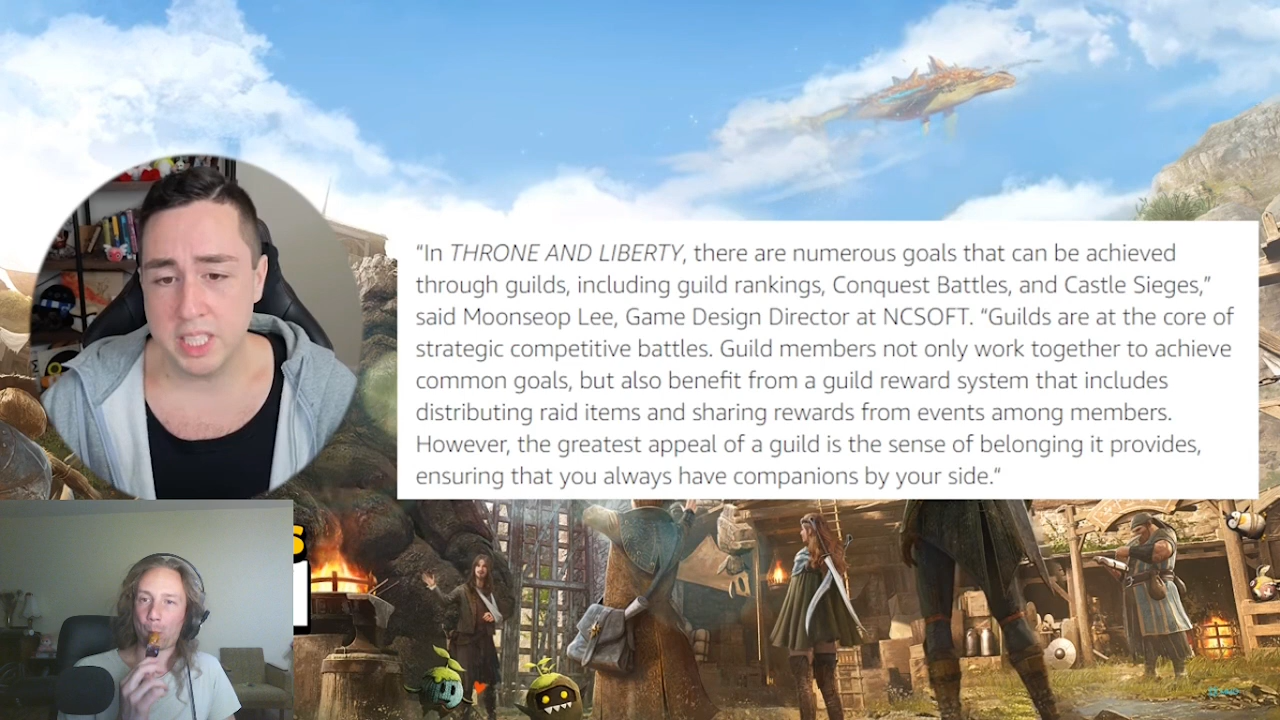 “In THRONE AND LIBERTY, there are numerous goals that can be achieved
through guilds, including guild rankings, Conquest Battles, and Castle Sieges,”
said Moonseop Lee, Game Design Director at NCSOFT. “Guilds are at the core of
strategic competitive battles. Guild members not only work together to achieve
common goals, but also benefit from a guild reward system that includes
distributing raid items and sharing rewards from events among members.
However, the greatest appeal of a guild is the sense of belonging it provides,
ensuring that you always have companions by your side.“